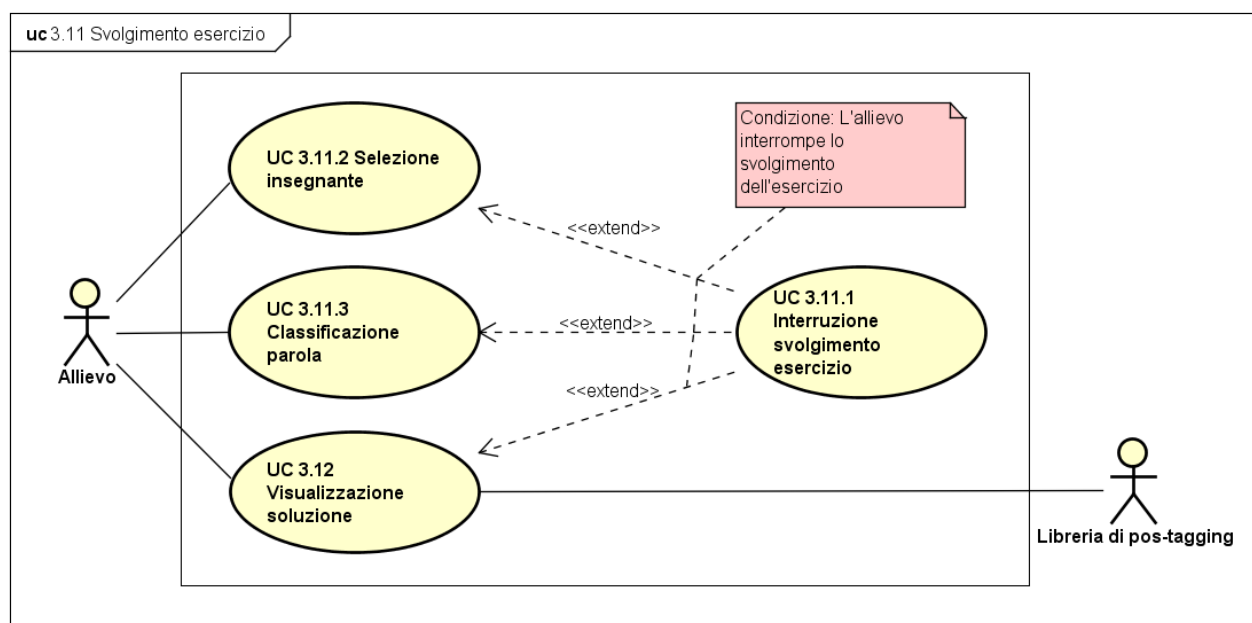 uc 3.11 Svolgimento esercizio
UC 3.11.2 Selezione
insegnante
Condizione: L'allievo
interrompe lo
svolgimento
dell'esercizio
<<extend>>
UC 3.11.3
Classificazione
parola
<<extend>>
UC 3.11.1
Interruzione
svolgimento
esercizio
Allievo
<<extend>>
UC 3.12
Visualizzazione
soluzione
Libreria di pos-tagging